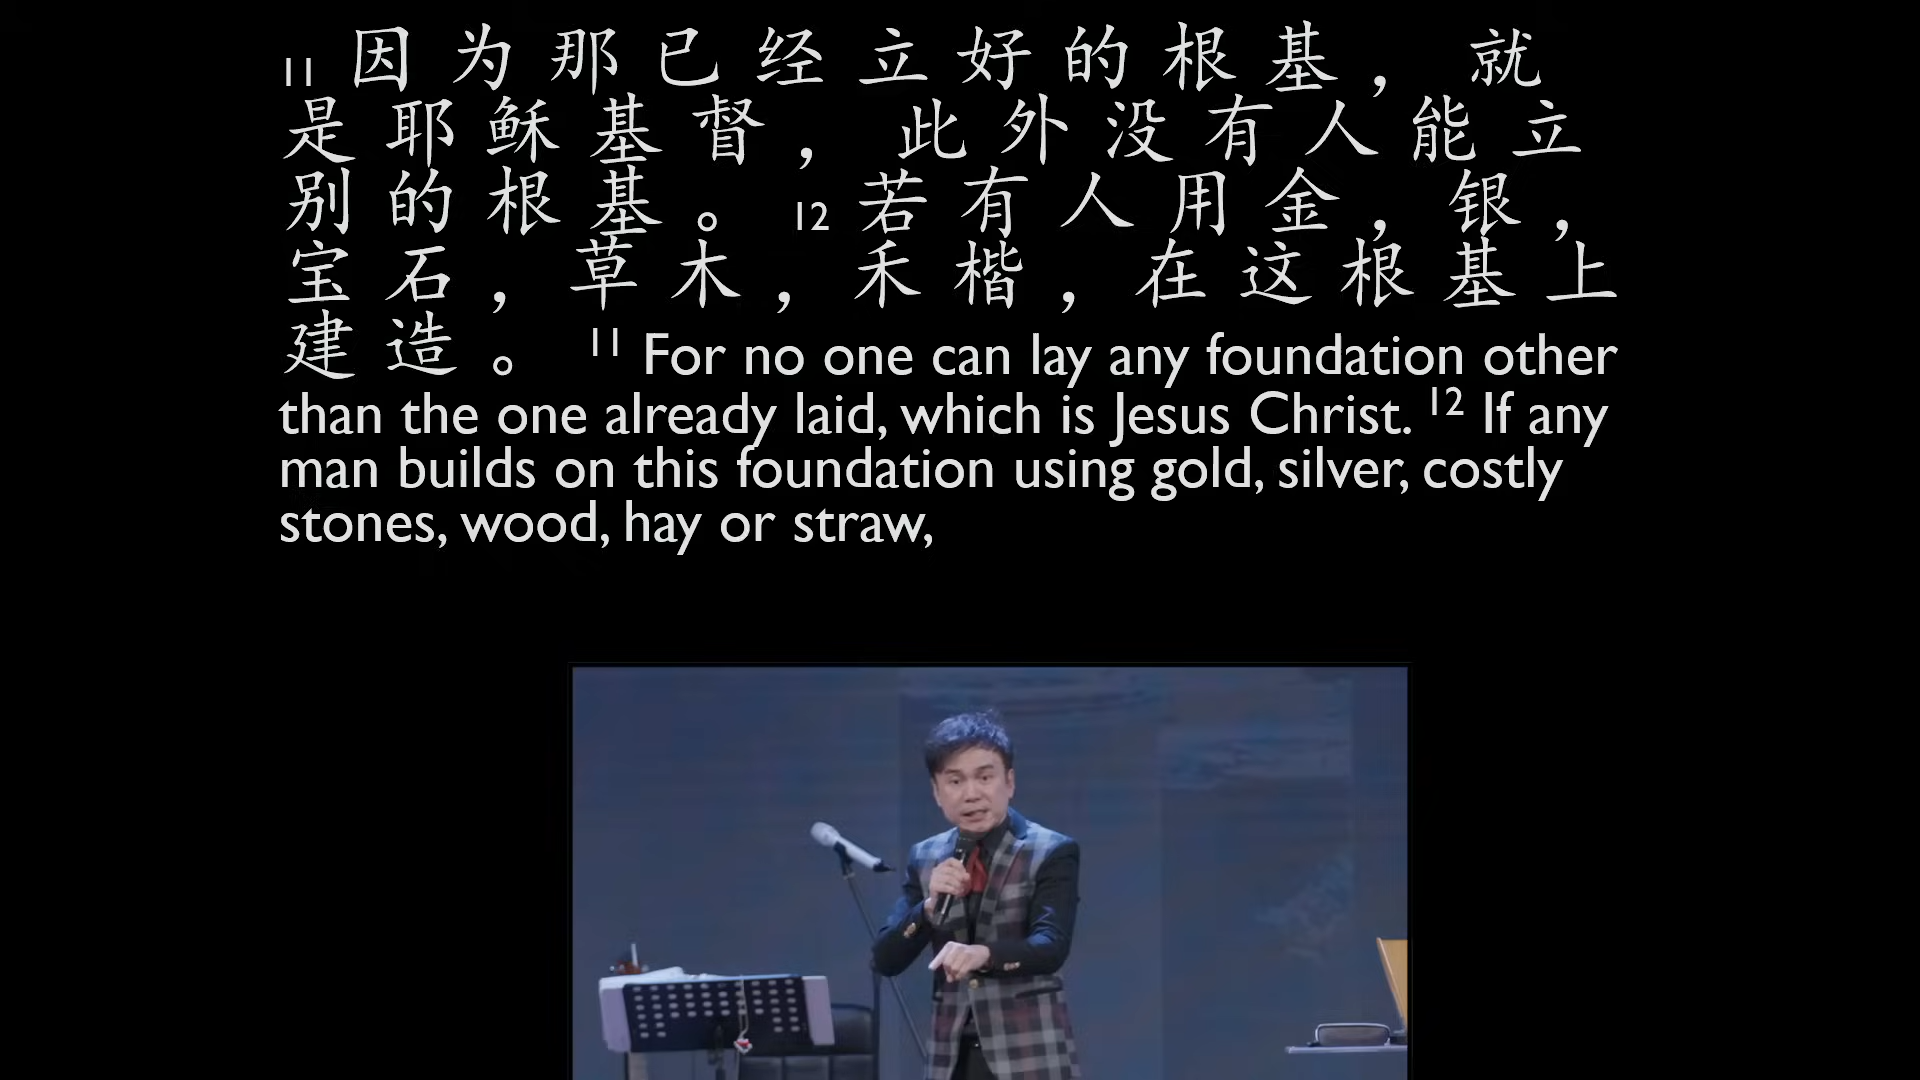 11 因为那已经立好的根基，就
是耶稣基督，此外没有人能立
别的根基。12 若有人用金，银，
宝石，草木，禾楷，在这根基上
建造。 11 For no one can lay any foundation other
than the one already laid, which is Jesus Christ. 12 If any
man builds on this foundation using gold, silver, costly
stones, wood, hay or straw,